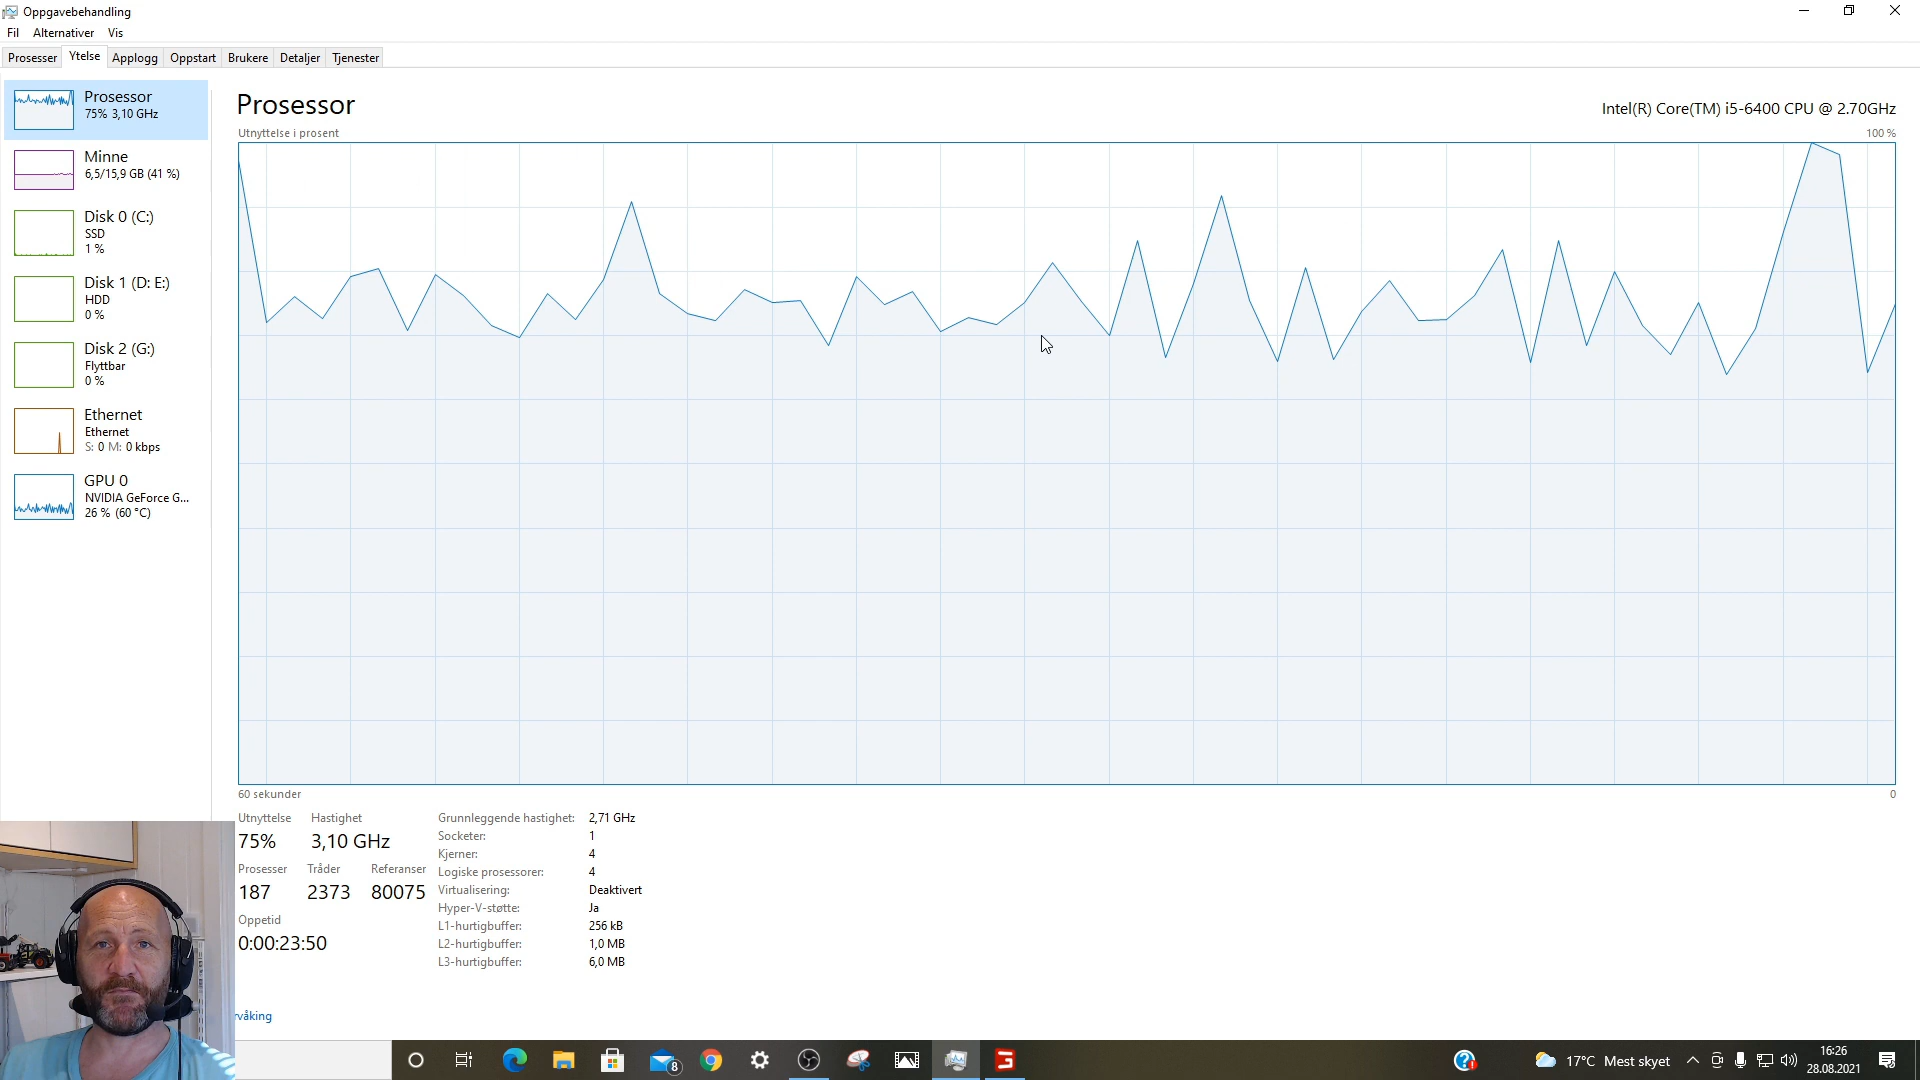 Oppgavebehandling
Fil Alternativer Vis
Prosesser Ytelse Applogg Oppstart Brukere Detaljer Tjenester
Prosessor
75% 3,10 GHz
Minne
6,5/15,9 GB (41 %)
Disk 0 (C:)
SSD
1 %
Disk 1 (D: E:)
HDD
0 %
Disk 2 (G:)
Flyttbar
0 %
Ethernet
Ethernet
S: 0 M: 0 kbps
GPU 0
NVIDIA GeForce G...
26 % (60 °C)
Prosessor
Intel(R) Core(TM) i5-6400 CPU @ 2.70GHz
Utnyttelse i prosent 100 %
60 sekunder 0
Utnyttelse Hastighet
75% 3,10 GHz
Prosesser Tråder Referanser
187 2373 80075
Oppetid
0:00:23:50
Grunnleggende hastighet: 2,71 GHz
Socketer: 1
Kjerner: 4
Logiske prosessorer: 4
Virtualisering: Deaktivert
Hyper-V-støtte: Ja
L1-hurtigbuffer: 256 kB
L2-hurtigbuffer: 1,0 MB
L3-hurtigbuffer: 6,0 MB
rvåking
8
17°C Mest skyet
16:26
28.08.2021